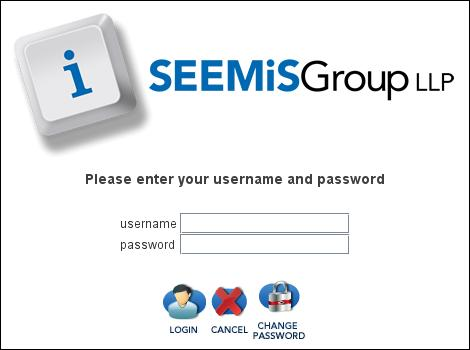 i
SEEMiSGroup LLP
Please enter your username and password
username
password
LOGIN
CANCEL
CHANGE
PASSWORD